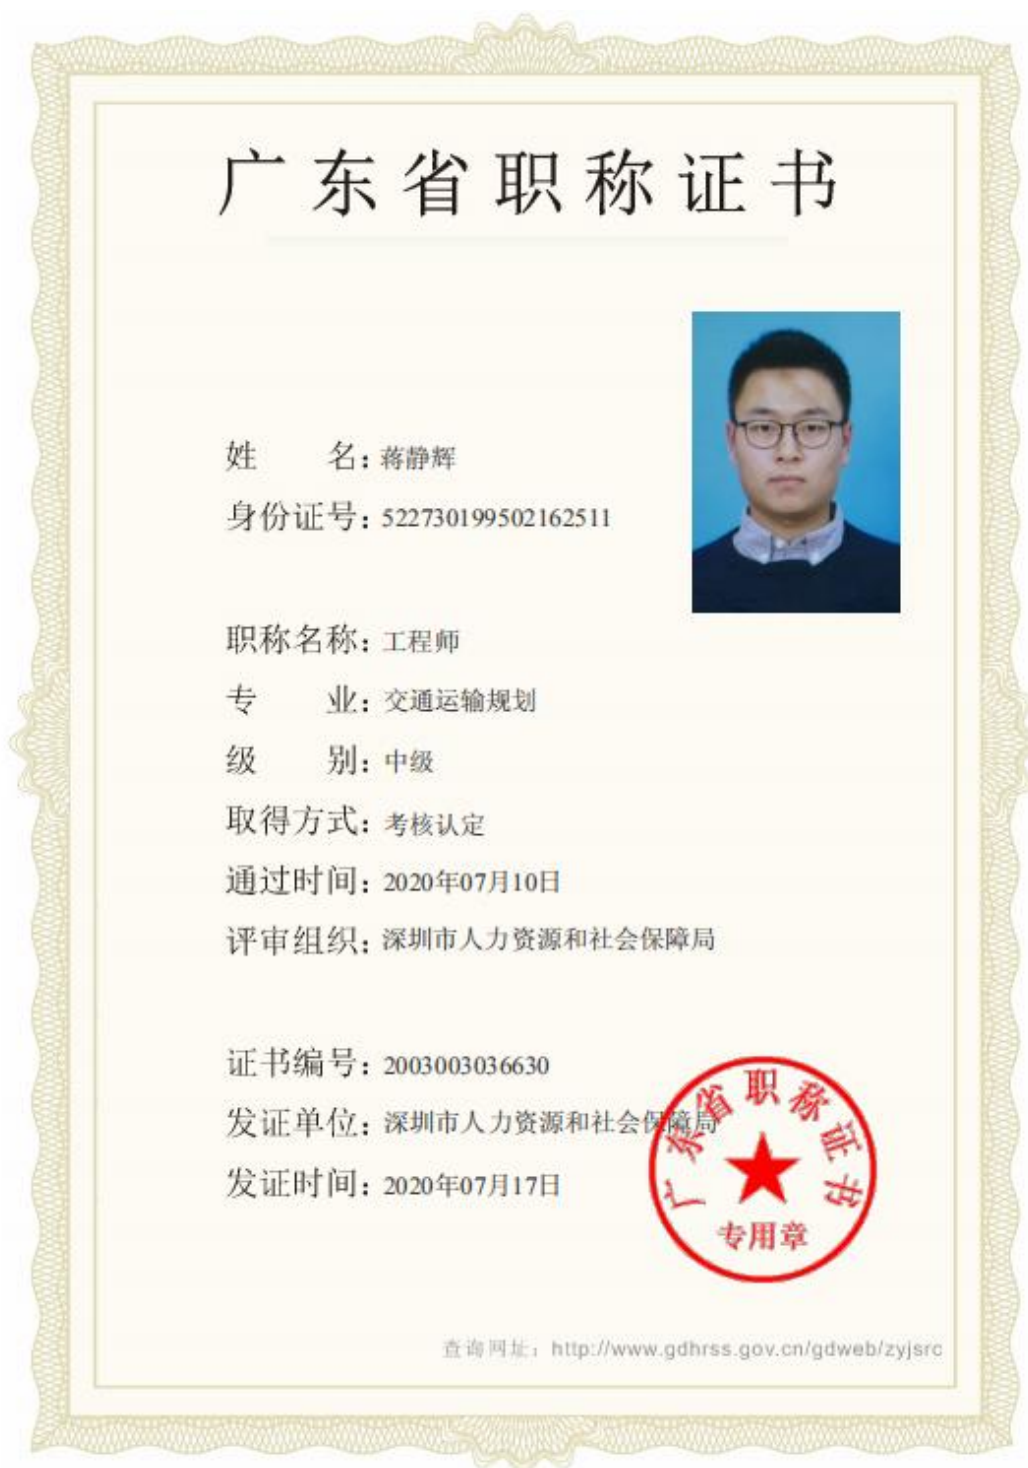 广东省职称证书
姓名：蒋静辉
身份证号：522730199502162511
职称名称：工程师
专业：交通运输规划
级别：中级
取得方式：考核认定
通过时间：2020年07月10日
评审组织：深圳市人力资源和社会保障局
证书编号：2003003036630
发证单位：深圳市人力资源和社会保障局
发证时间：2020年07月17日
广东省职称证书
专用章
查询网址：http://www.gdhrss.gov.cn/gdweb/zyjsrc